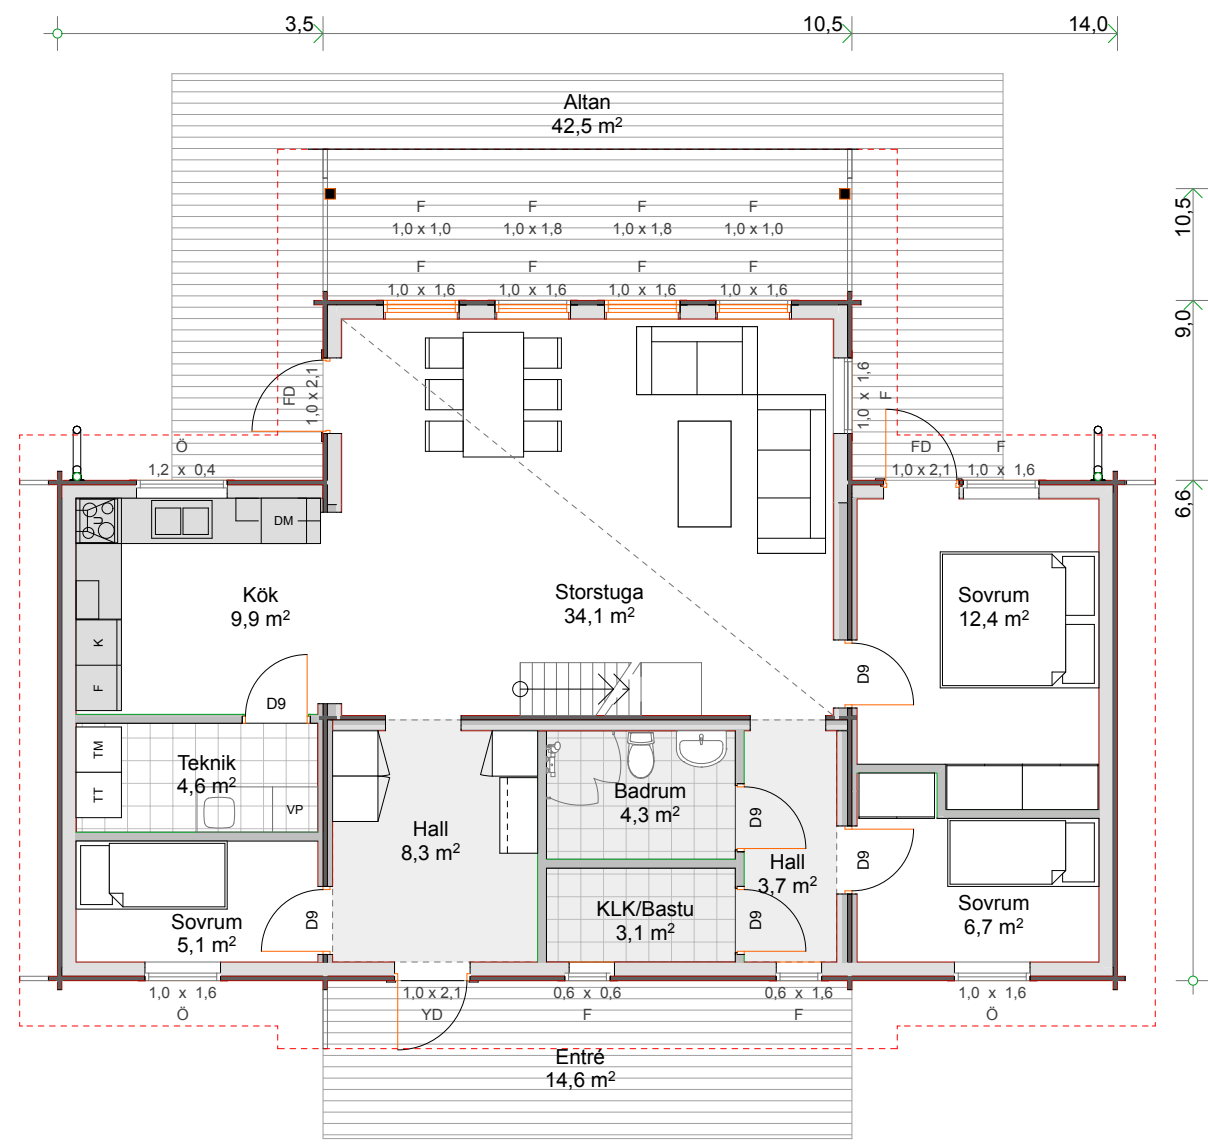 3,5
10,5
14,0
Altan
42,5 m²
F F F F
1,0 x 1,0 1,0 x 1,8 1,0 x 1,8 1,0 x 1,0
F F F F
1,0 x 1,6 1,0 x 1,6 1,0 x 1,6 1,0 x 1,6
10,5
9,0
6,6
FD
1,0 x 2,1
1,0 x 1,6
F
Ö
1,2 x 0,4
FD
1,0 x 2,1
F
1,0 x 1,6
DM
K
F
Kök
9,9 m²
Storstuga
34,1 m²
Sovrum
12,4 m²
D9
D9
TM
TT
Teknik
4,6 m²
VP
Hall
8,3 m²
Badrum
4,3 m²
D9
Hall
3,7 m²
D9
Sovrum
5,1 m²
D9
KLK/Bastu
3,1 m²
D9
Sovrum
6,7 m²
1,0 x 1,6
Ö
1,0 x 2,1
YD
0,6 x 0,6
F
0,6 x 1,6
F
1,0 x 1,6
Ö
Entré
14,6 m²